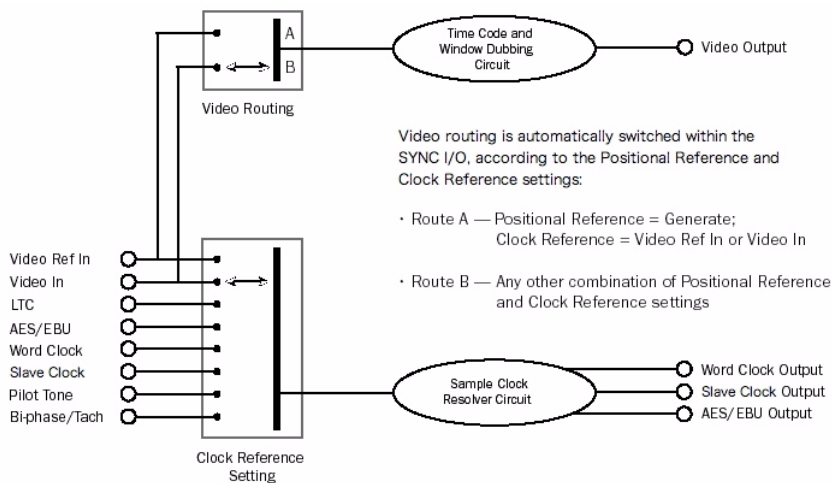 A
B
Video Routing
Time Code and
Window Dubbing
Circuit
Video Output
Video routing is automatically switched within the
SYNC I/O, according to the Positional Reference and
Clock Reference settings:
· Route A — Positional Reference = Generate;
Clock Reference = Video Ref In or Video In
· Route B — Any other combination of Positional Reference
and Clock Reference settings
Video Ref In
Video In
LTC
AES/EBU
Word Clock
Slave Clock
Pilot Tone
Bi-phase/Tach
Clock Reference
Setting
Sample Clock
Resolver Circuit
Word Clock Output
Slave Clock Output
AES/EBU Output